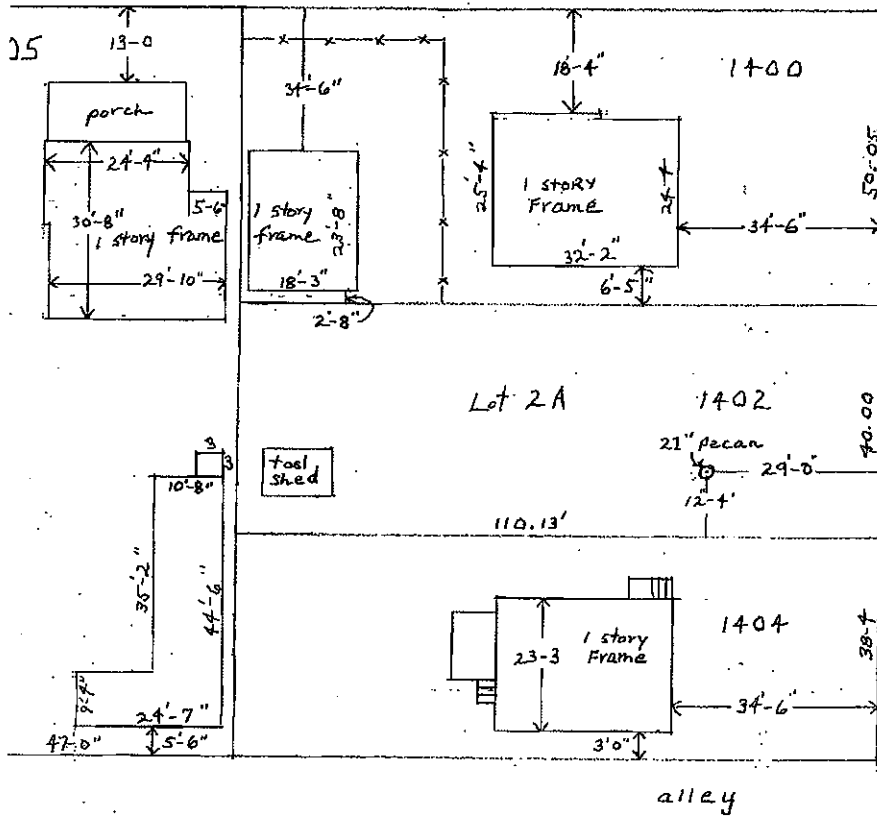 05
13-0
porch
24'-4"
30'-8"
5-6"
1 story frame
29'-10"
34'-6"
1 story
frame
23'-8"
18'-3"
2'-8"
18'-4"
1400
25'-4"
1 STORY
Frame
24-4
32'-2"
34'-6"
6'-5"
50.05
Lot 2A
1402
40.00
21" Pecan
29'-0"
12'-4'
tool
shed
110.13'
3
3
10'-8"
35'-2"
44'-6"
9'-4"
24'-7"
47'-0"
5'-6"
1 story
Frame
23-3
1404
38-4
34'-6"
3'0"
alley